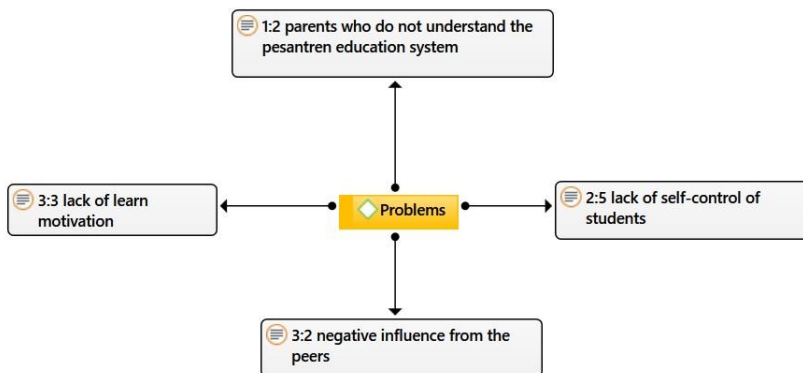 1:2 parents who do not understand the
pesantren education system
3:3 lack of learn
motivation
Problems
2:5 lack of self-control of
students
3:2 negative influence from the
peers